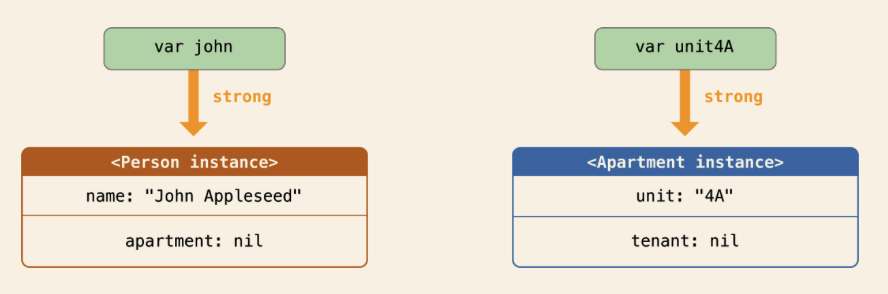 var john
strong
<Person instance>
name: "John Appleseed"
apartment: nil
var unit4A
strong
<Apartment instance>
unit: "4A"
tenant: nil